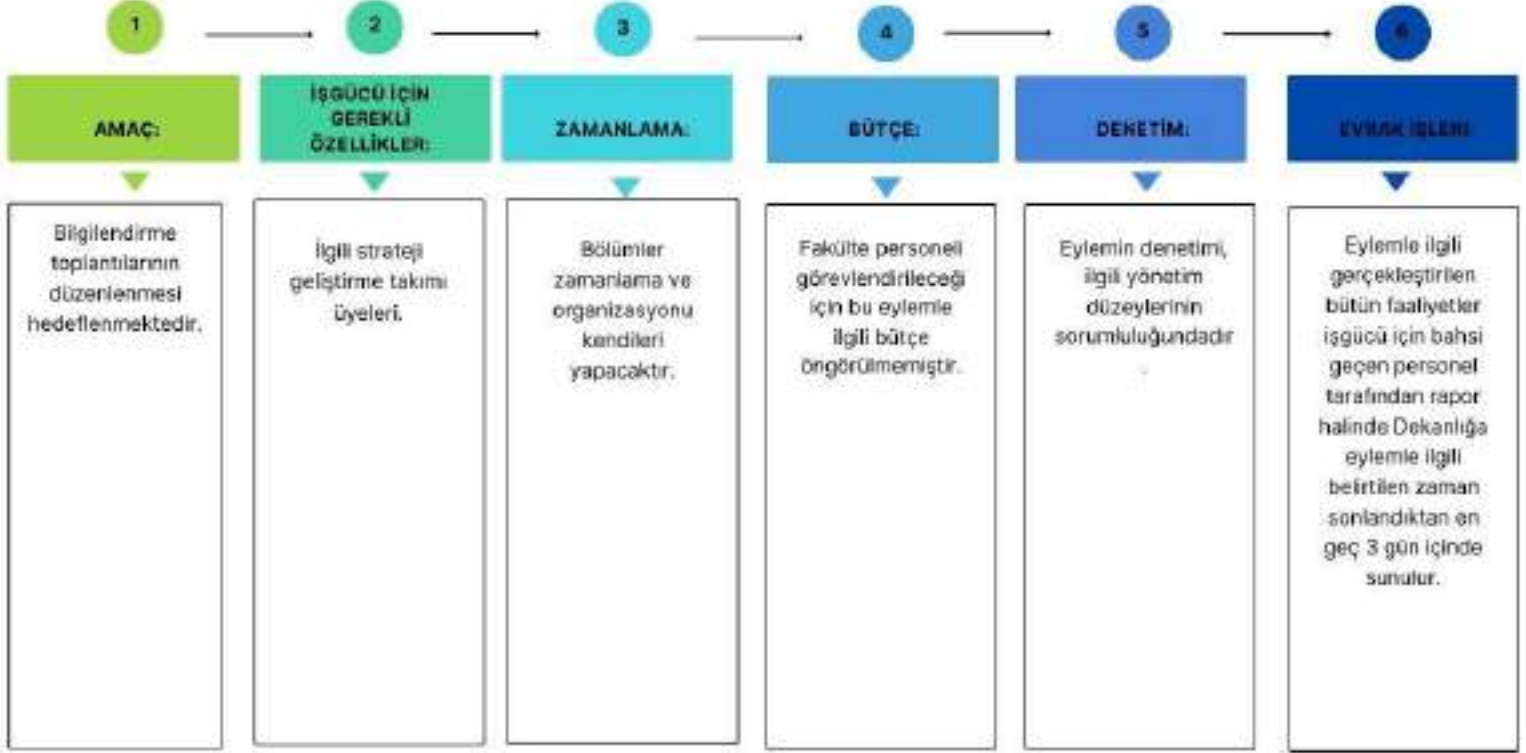 1
2
3
4
5
6
AMAÇ:
İŞGÜCÜ İÇİN
GEREKLİ
ÖZELLİKLER:
ZAMANLAMA:
BÜTÇE:
DENETİM:
EVRAK İŞLERİ:
Bilgilendirme
toplantılarının
düzenlenmesi
hedeflenmektedir.
İlgili strateji
geliştirme takımı
üyeleri.
Bölümler
zamanlama ve
organizasyonu
kendileri
yapacaktır.
Fakülte personeli
görevlendirileceği
için bu eylemle
ilgili bütçe
öngörülmemiştir.
Eylemin denetimi,
ilgili yönetim
düzeylerinin
sorumluluğundadır
.
Eylemle ilgili
gerçekleştirilen
bütün faaliyetler
işgücü için bahsi
geçen personel
tarafından rapor
halinde Dekanlığa
eylemle ilgili
belirtilen zaman
sonlandıktan en
geç 3 gün içinde
sunulur.